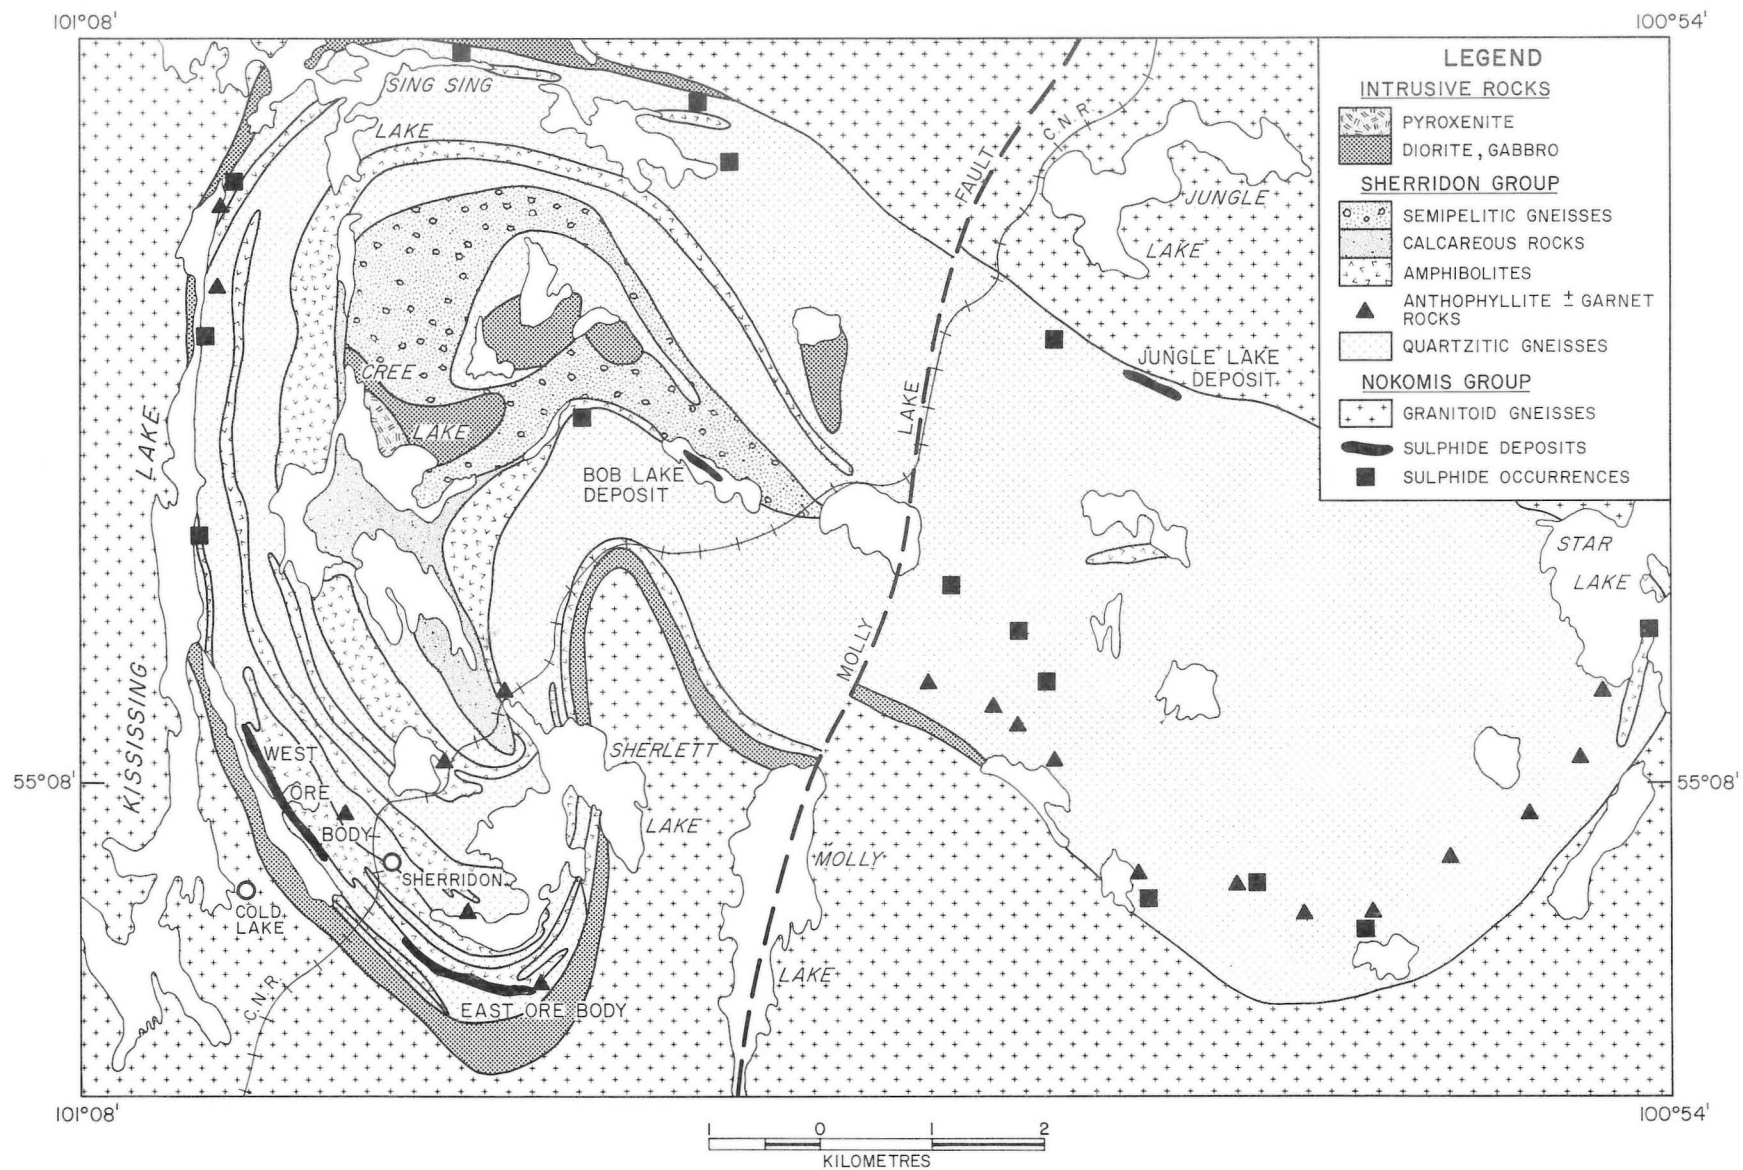 101°08'
100°54'
LEGEND
INTRUSIVE ROCKS
PYROXENITE
DIORITE, GABBRO
SHERRIDON GROUP
SEMIPELITIC GNEISSES
CALCAREOUS ROCKS
AMPHIBOLITES
ANTHOPHYLLITE ± GARNET
ROCKS
QUARTZITIC GNEISSES
NOKOMIS GROUP
GRANITOID GNEISSES
SULPHIDE DEPOSITS
SULPHIDE OCCURRENCES
SING SING
LAKE
C.N.R.
FAULT
JUNGLE
LAKE
JUNGLE LAKE
DEPOSIT
CREE
LAKE
LAKE
LAKE
BOB LAKE
DEPOSIT
STAR
LAKE
MOLLY
KISSISSING
SHERLETT
LAKE
WEST
ORE
BODY
55°08'
55°08'
MOLLY
LAKE
SHERRIDON
COLD
LAKE
C.N.R.
EAST ORE BODY
101°08'
100°54'
1 0 1 2
KILOMETRES